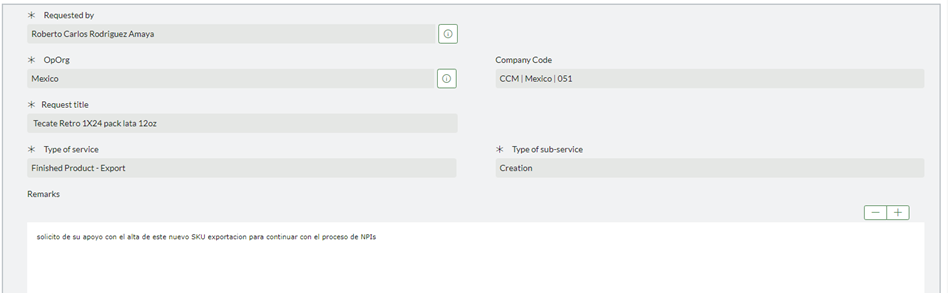 * Requested by
Roberto Carlos Rodriguez Amaya
* OpOrg
Company Code
Mexico
CCM | Mexico | 051
* Request title
Tecate Retro 1X24 pack lata 12oz
* Type of service
* Type of sub-service
Finished Product - Export
Creation
Remarks
solicito de su apoyo con el alta de este nuevo SKU exportacion para continuar con el proceso de NPIs